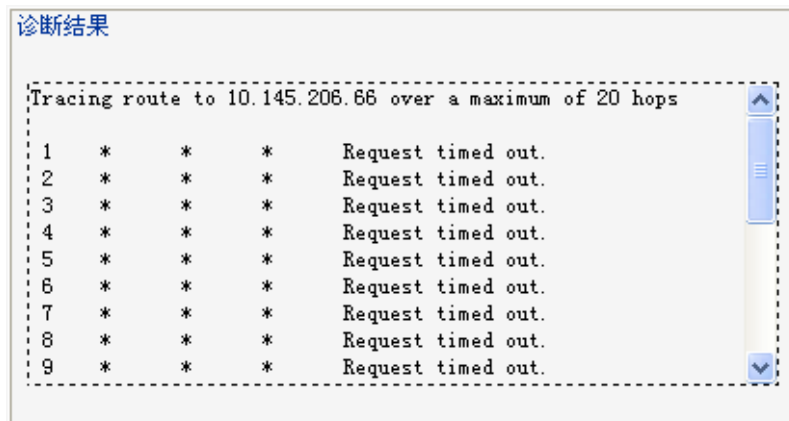 诊断结果
Tracing route to 10.145.206.66 over a maximum of 20 hops
1 * * * Request timed out.
2 * * * Request timed out.
3 * * * Request timed out.
4 * * * Request timed out.
5 * * * Request timed out.
6 * * * Request timed out.
7 * * * Request timed out.
8 * * * Request timed out.
9 * * * Request timed out.